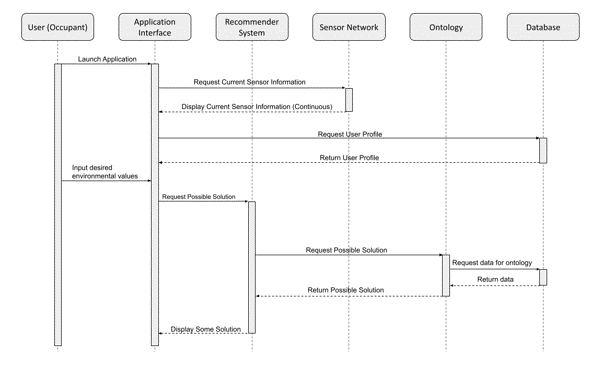 User (Occupant)
Application
Interface
Recommender
System
Sensor Network
Ontology
Database
Launch Application
Request Current Sensor Information
Display Current Sensor Information (Continuous)
Request User Profile
Return User Profile
Input desired
environmental values
Request Possible Solution
Request Possible Solution
Request data for ontology
Return data
Return Possible Solution
Display Some Solution